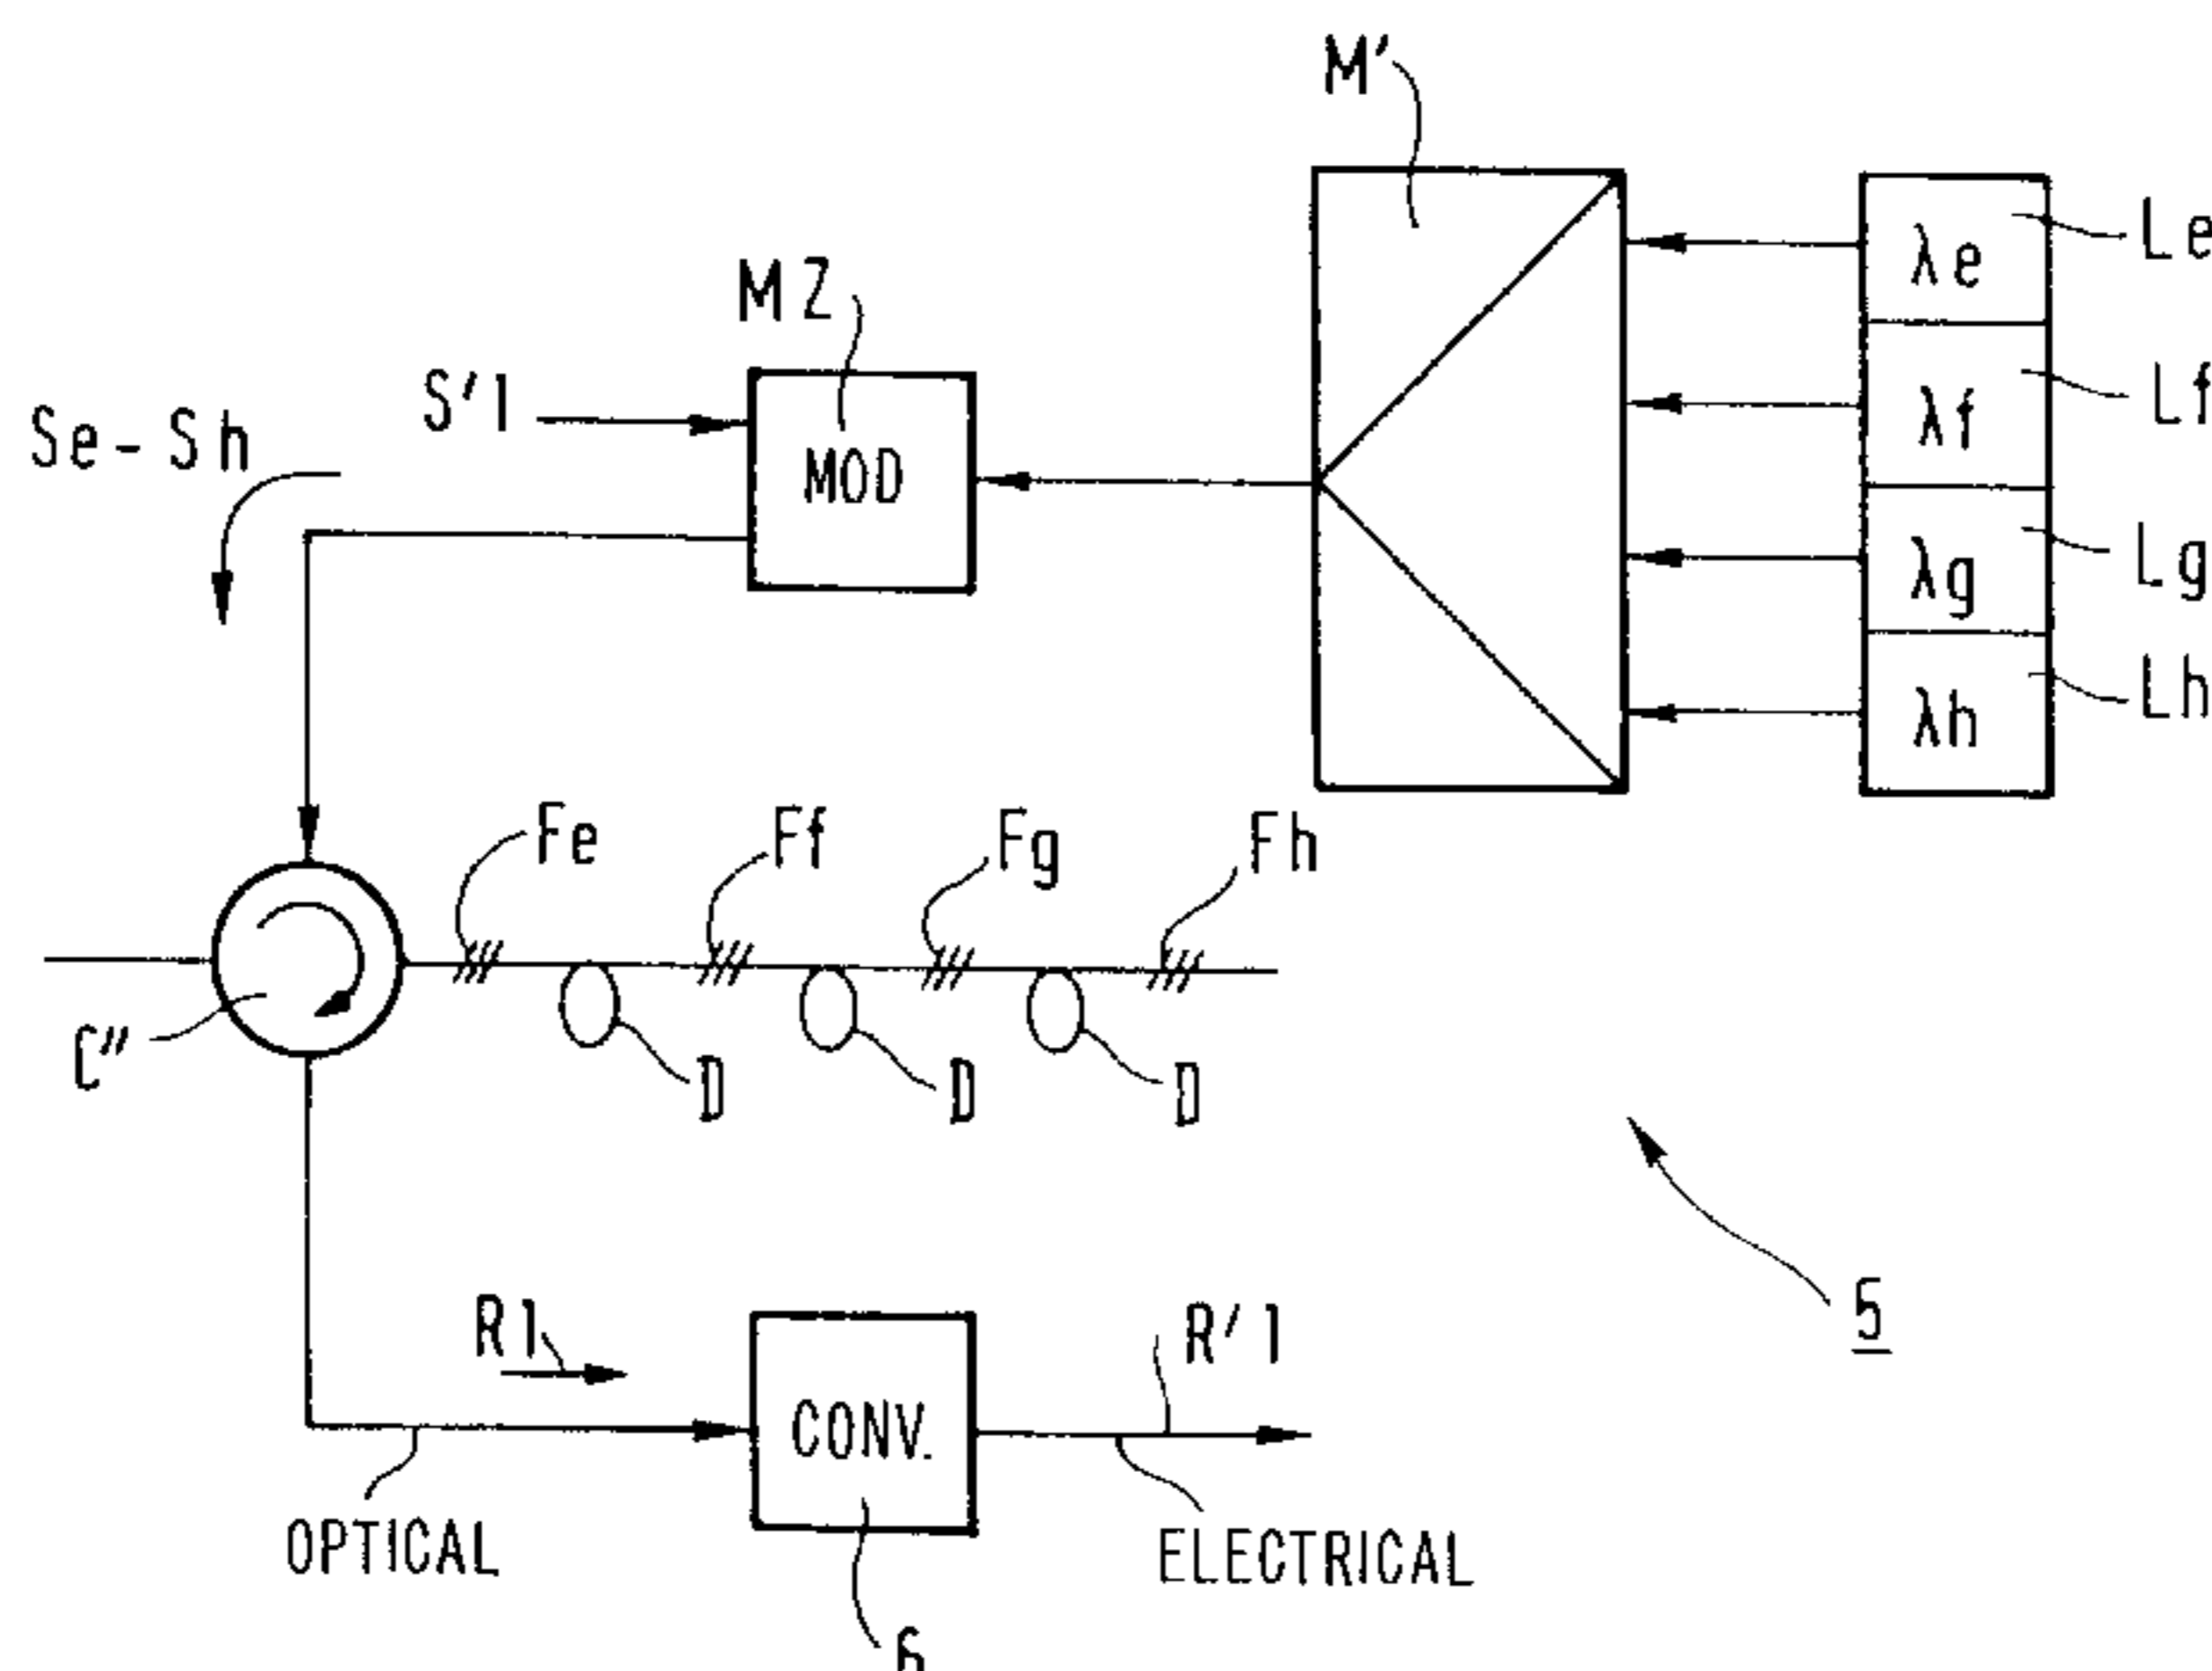 M'
λe
Le
M2
S'1
MOD
λf
Lf
Se-Sh
λg
Lg
λh
Lh
Fe
Ff
Fg
Fh
C"
D
D
D
5
R1
R'1
CONV.
OPTICAL
ELECTRICAL
6